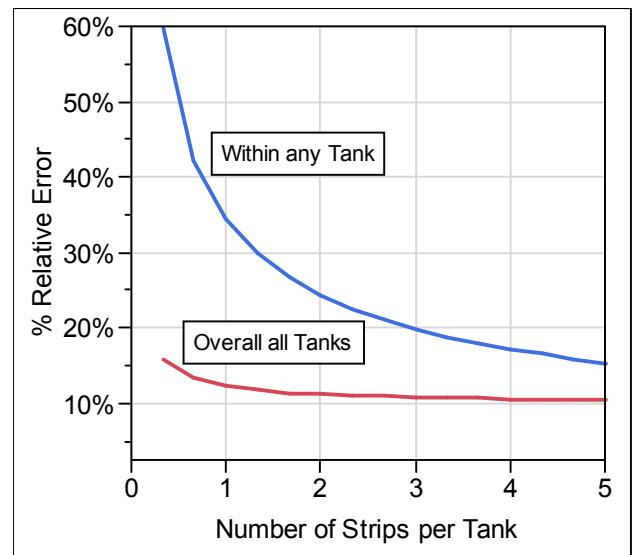 60%
50%
40%
30%
20%
10%
% Relative Error
Within any Tank
Overall all Tanks
0 1 2 3 4 5
Number of Strips per Tank